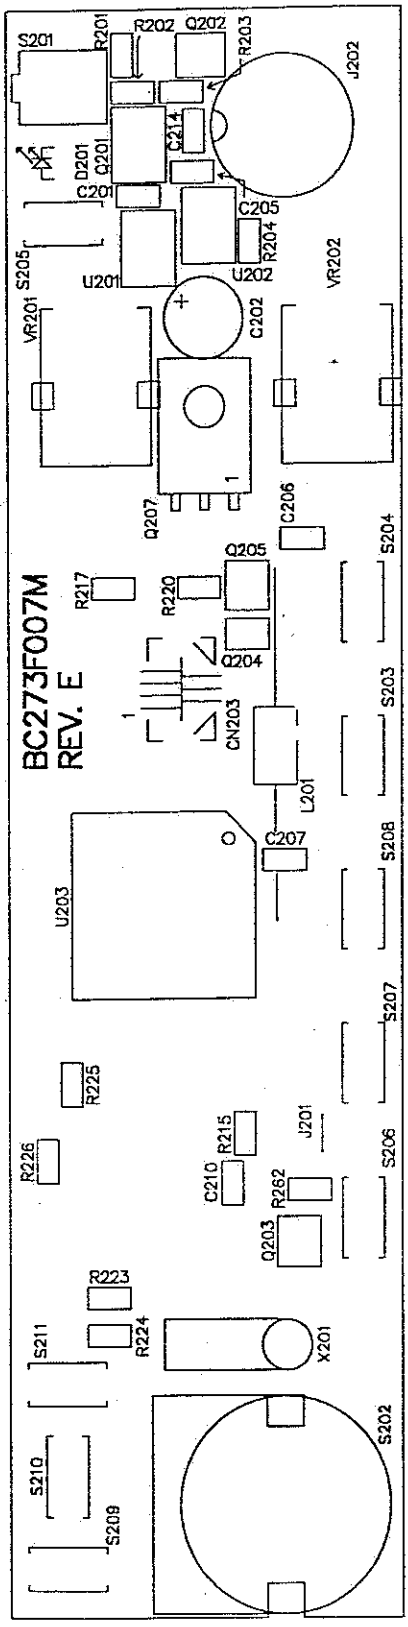 S201
R201
R202
Q202
R203
J202
D201
Q201
C214
C201
C205
R204
S205
U201
U202
VR202
VR201
C202
+
1
Q207
C206
S204
R217
R220
Q205
BC273F007M
REV. E
Q204
1
CN203
S203
L201
U203
C207
S208
S207
R225
R226
R215
J201
C210
R262
S206
Q203
R223
S211
R224
X201
S210
S202
S209